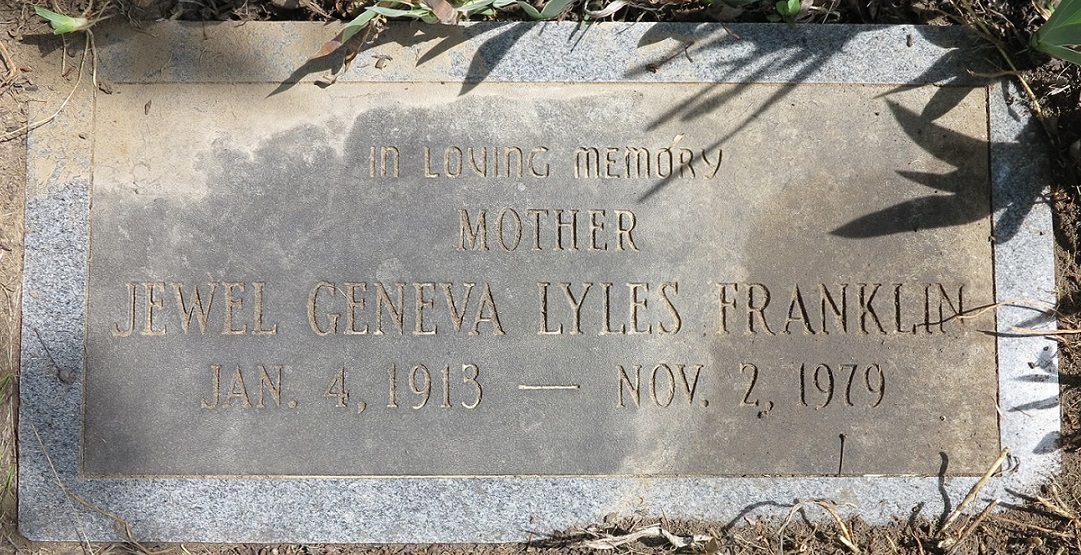 IN LOVING MEMORY
MOTHER
JEWEL GENEVA LYLES FRANKLIN
JAN. 4, 1913 — NOV. 2, 1979